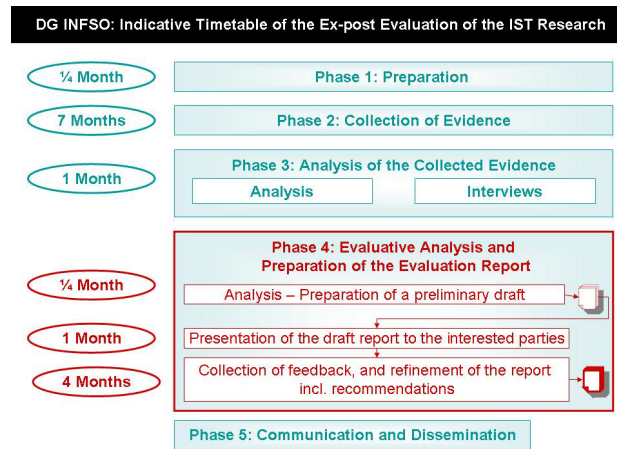 DG INFSO: Indicative Timetable of the Ex-post Evaluation of the IST Research
¼ Month
Phase 1: Preparation
7 Months
Phase 2: Collection of Evidence
1 Month
Phase 3: Analysis of the Collected Evidence
Analysis
Interviews
Phase 4: Evaluative Analysis and
Preparation of the Evaluation Report
¼ Month
Analysis – Preparation of a preliminary draft
1 Month
Presentation of the draft report to the interested parties
4 Months
Collection of feedback, and refinement of the report
incl. recommendations
Phase 5: Communication and Dissemination